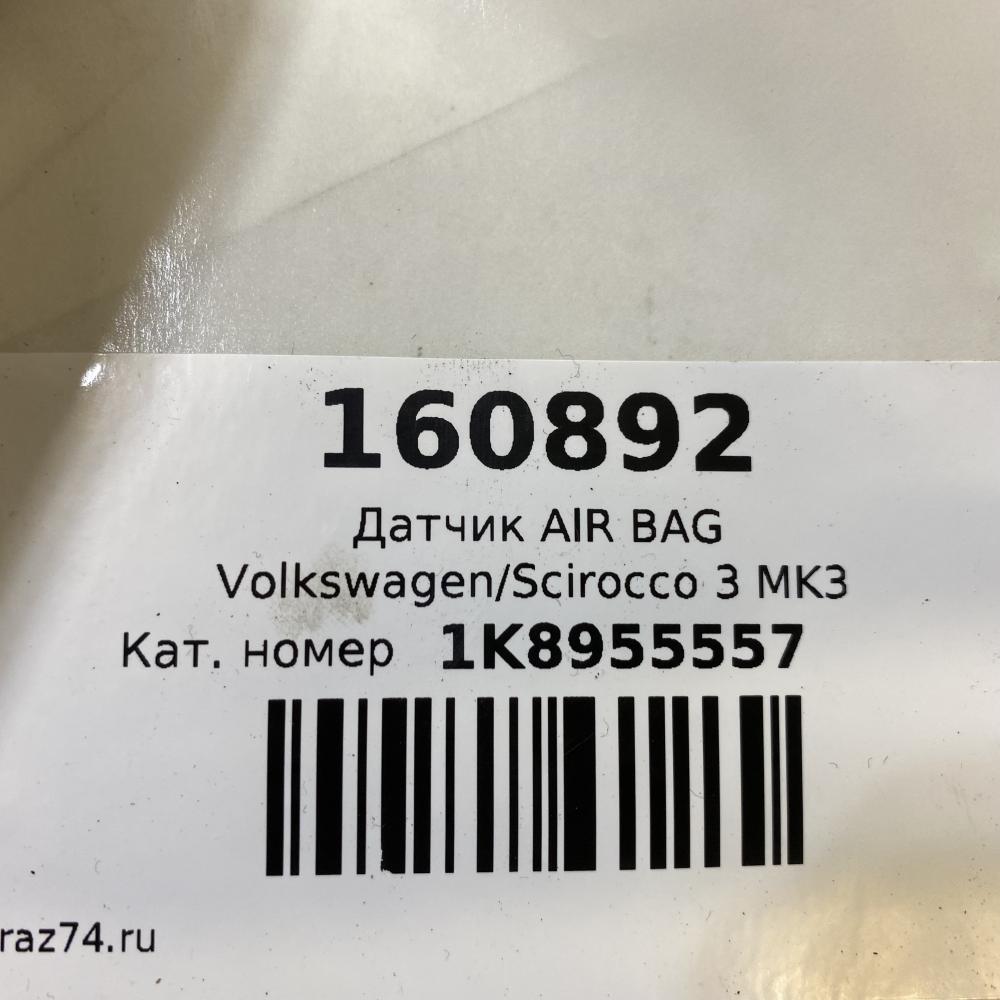 160892
Датчик AIR BAG
Volkswagen/Scirocco 3 MK3
Кат. номер 1K8955557
raz74.ru